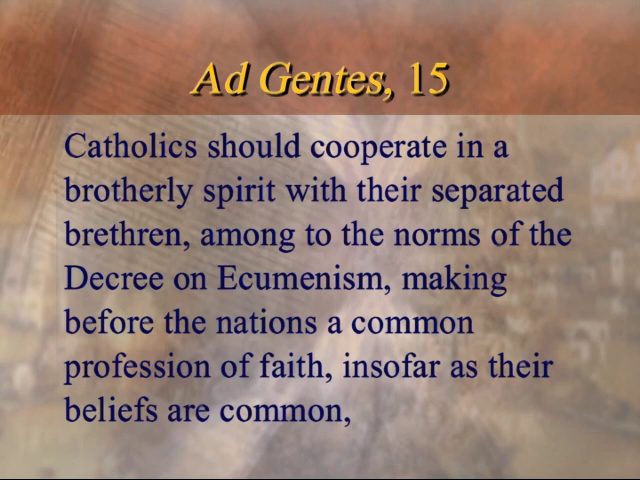 Ad Gentes, 15
Catholics should cooperate in a
brotherly spirit with their separated
brethren, among to the norms of the
Decree on Ecumenism, making
before the nations a common
profession of faith, insofar as their
beliefs are common,